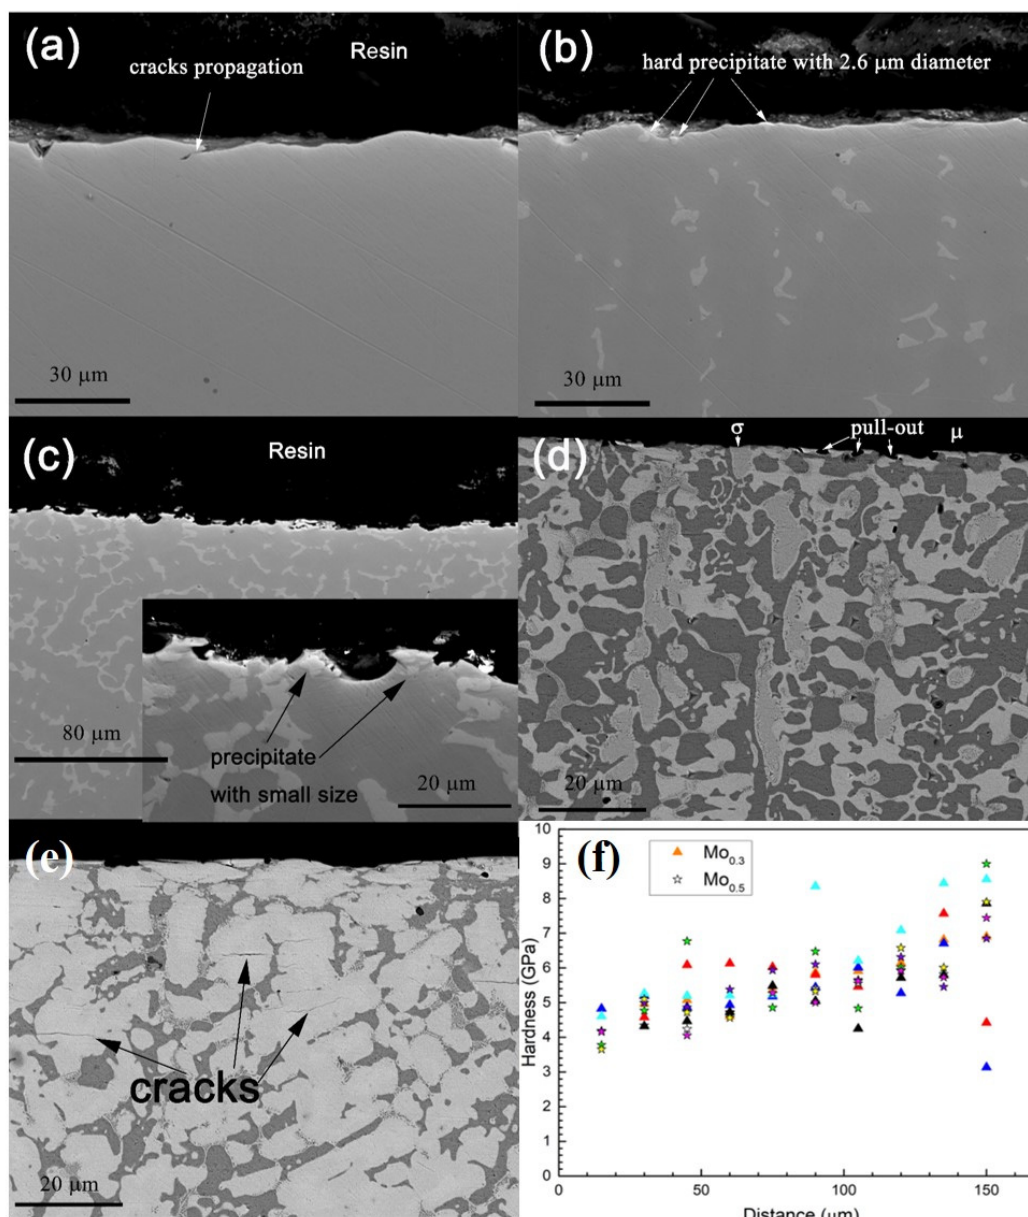 (a)
Resin
cracks propagation
30 μm
(b)
hard precipitate with 2.6 μm diameter
30 μm
(c)
Resin
80 μm
precipitate
with small size
20 μm
(d)
σ
pull-out
μ
20 μm
(e)
cracks
20 μm
(f)
Mo0.3
Mo0.5
Hardness (GPa)
10
9
8
7
6
5
4
3
2
1
0
0 50 100 150
Distance (μm)